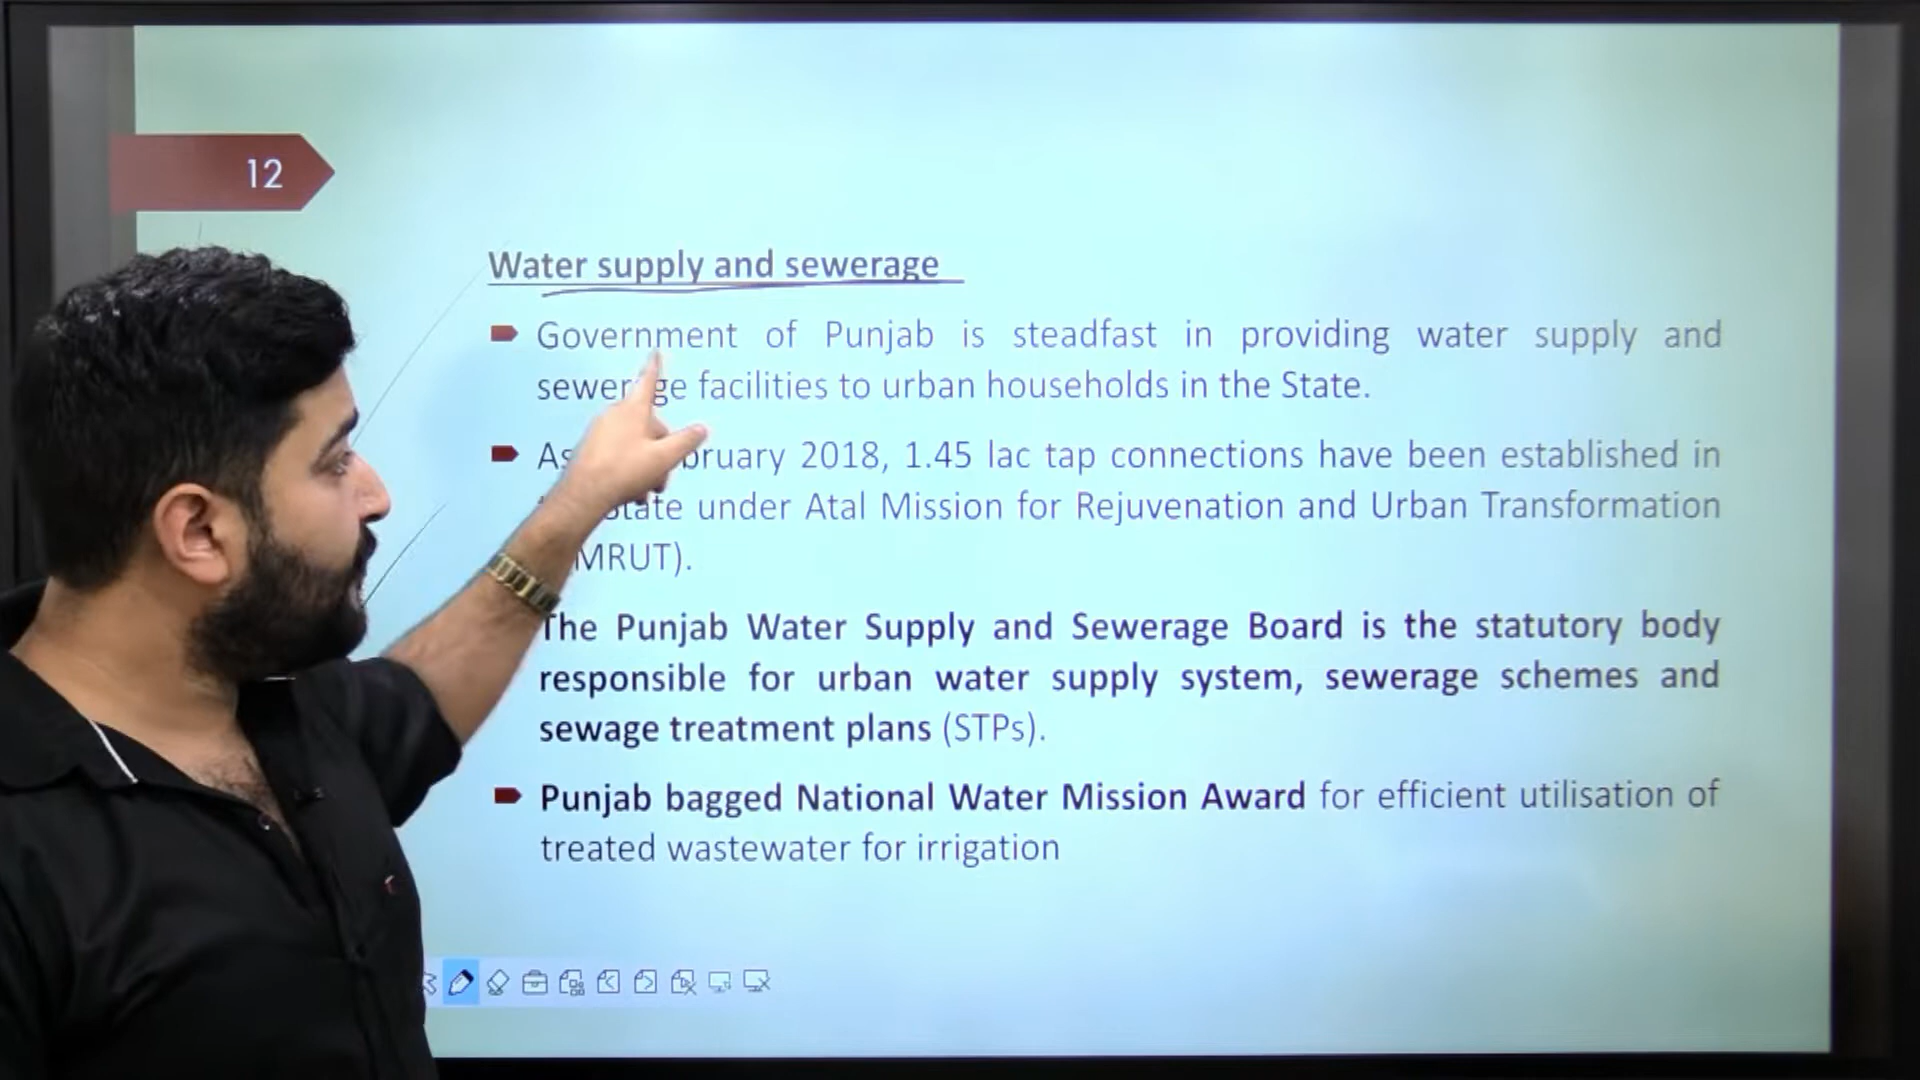 12
Water supply and sewerage
Government of Punjab is steadfast in providing water supply and
sewerage facilities to urban households in the State.
As February 2018, 1.45 lac tap connections have been established in
State under Atal Mission for Rejuvenation and Urban Transformation
MRUT).
The Punjab Water Supply and Sewerage Board is the statutory body
responsible for urban water supply system, sewerage schemes and
sewage treatment plans (STPs).
Punjab bagged National Water Mission Award for efficient utilisation of
treated wastewater for irrigation